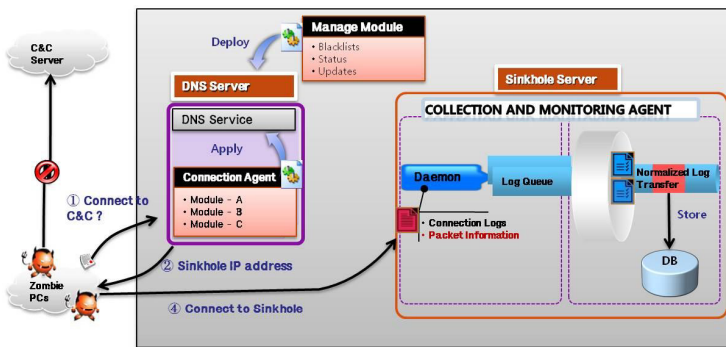 C&C
Server
Deploy
Manage Module
• Blacklists
• Status
• Updates
DNS Server
DNS Service
Apply
Connection Agent
• Module - A
• Module - B
• Module - C
① Connect to
C&C ?
② Sinkhole IP address
④ Connect to Sinkhole
Zombie
PCs
Sinkhole Server
COLLECTION AND MONITORING AGENT
Daemon
Log Queue
• Connection Logs
• Packet Information
Normalized Log
Transfer
Store
DB